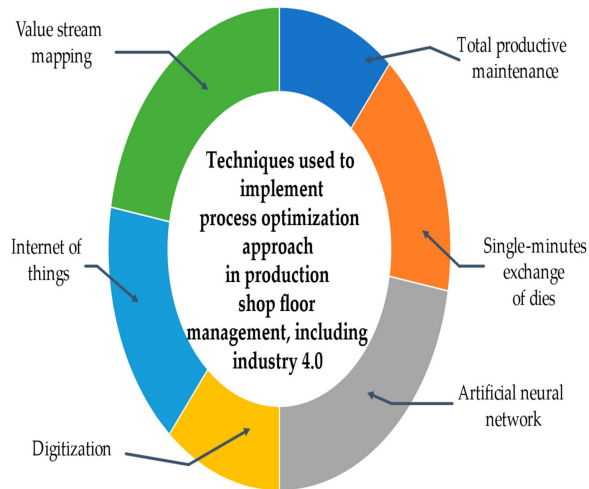 Value stream
mapping
Total productive
maintenance
Techniques used to
implement
process optimization
approach
in production
shop floor
management, including
industry 4.0
Internet of
things
Single-minutes
exchange
of dies
Artificial neural
network
Digitization